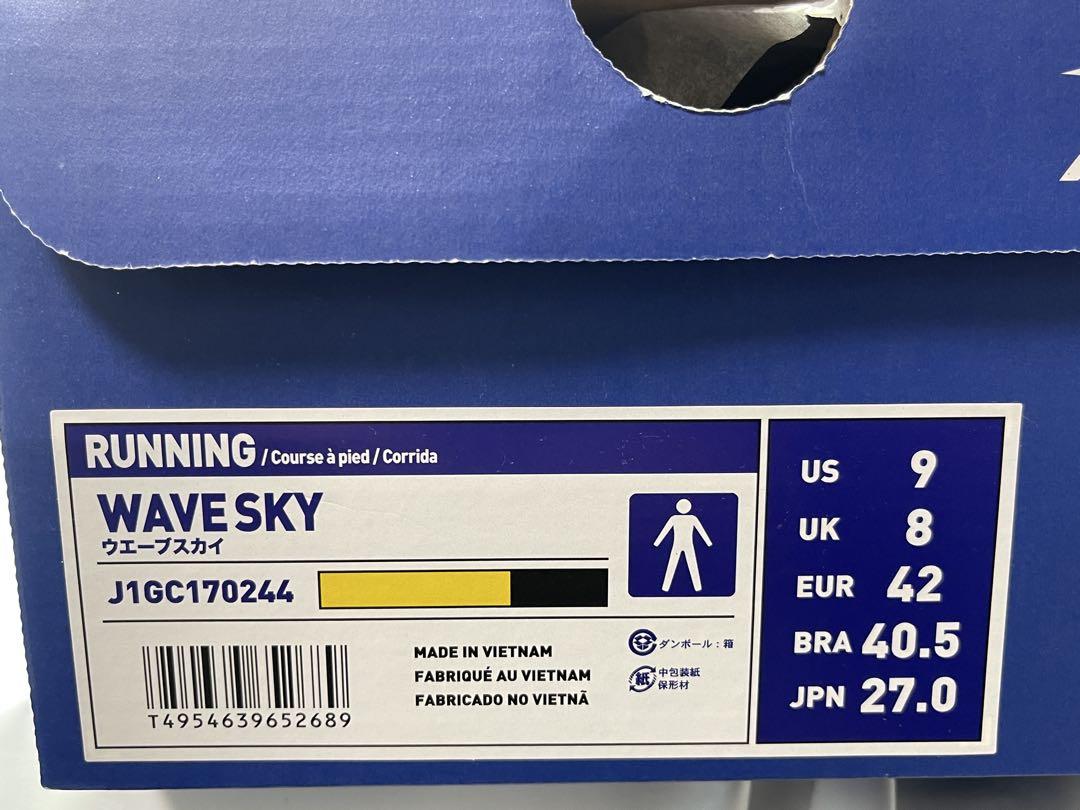 RUNNING / Course à pied / Corrida
WAVE SKY
ウエーブスカイ
J1GC170244
T4954639652689
MADE IN VIETNAM
FABRIQUÉ AU VIETNAM
FABRICADO NO VIETNÃ
ダンボール：箱
紙 中包装紙
保形材
US 9
UK 8
EUR 42
BRA 40.5
JPN 27.0